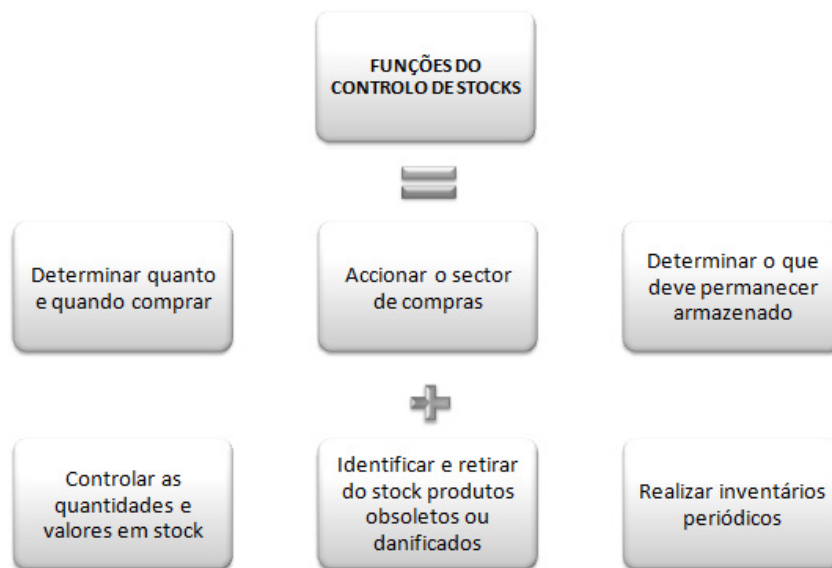 FUNÇÕES DO
CONTROLO DE STOCKS
Determinar quanto
e quando comprar
Accionar o sector
de compras
Determinar o que
deve permanecer
armazenado
Controlar as
quantidades e
valores em stock
Identificar e retirar
do stock produtos
obsoletos ou
danificados
Realizar inventários
periódicos